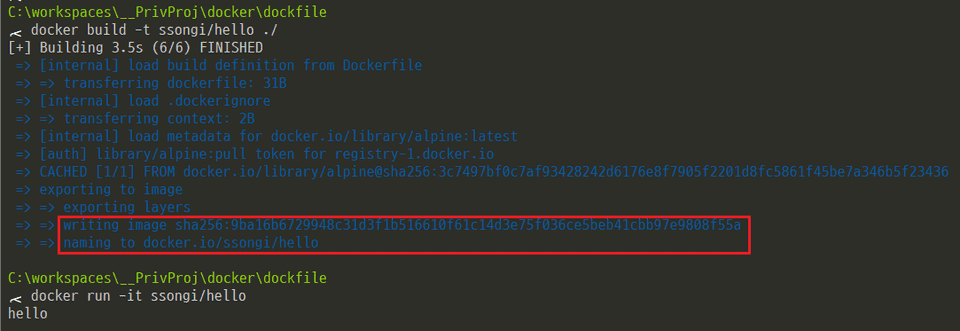 C:\workspaces\__PrivProj\docker\dockfile
docker build -t ssongi/hello ./
[+] Building 3.5s (6/6) FINISHED
=> [internal] load build definition from Dockerfile
=> => transferring dockerfile: 31B
=> [internal] load .dockerignore
=> => transferring context: 2B
=> [internal] load metadata for docker.io/library/alpine:latest
=> [auth] library/alpine:pull token for registry-1.docker.io
=> CACHED [1/1] FROM docker.io/library/alpine@sha256:3c7497bf0c7af93428242d6176e8f7905f2201d8fc5861f45be7a346b5f23436
=> exporting to image
=> => exporting layers
=> => writing image sha256:9ba16b6729948c31d3f1b516610f61c14d3e75f036ce5beb41cbb97e9808f55a
=> => naming to docker.io/ssongi/hello
C:\workspaces\__PrivProj\docker\dockfile
docker run -it ssongi/hello
hello